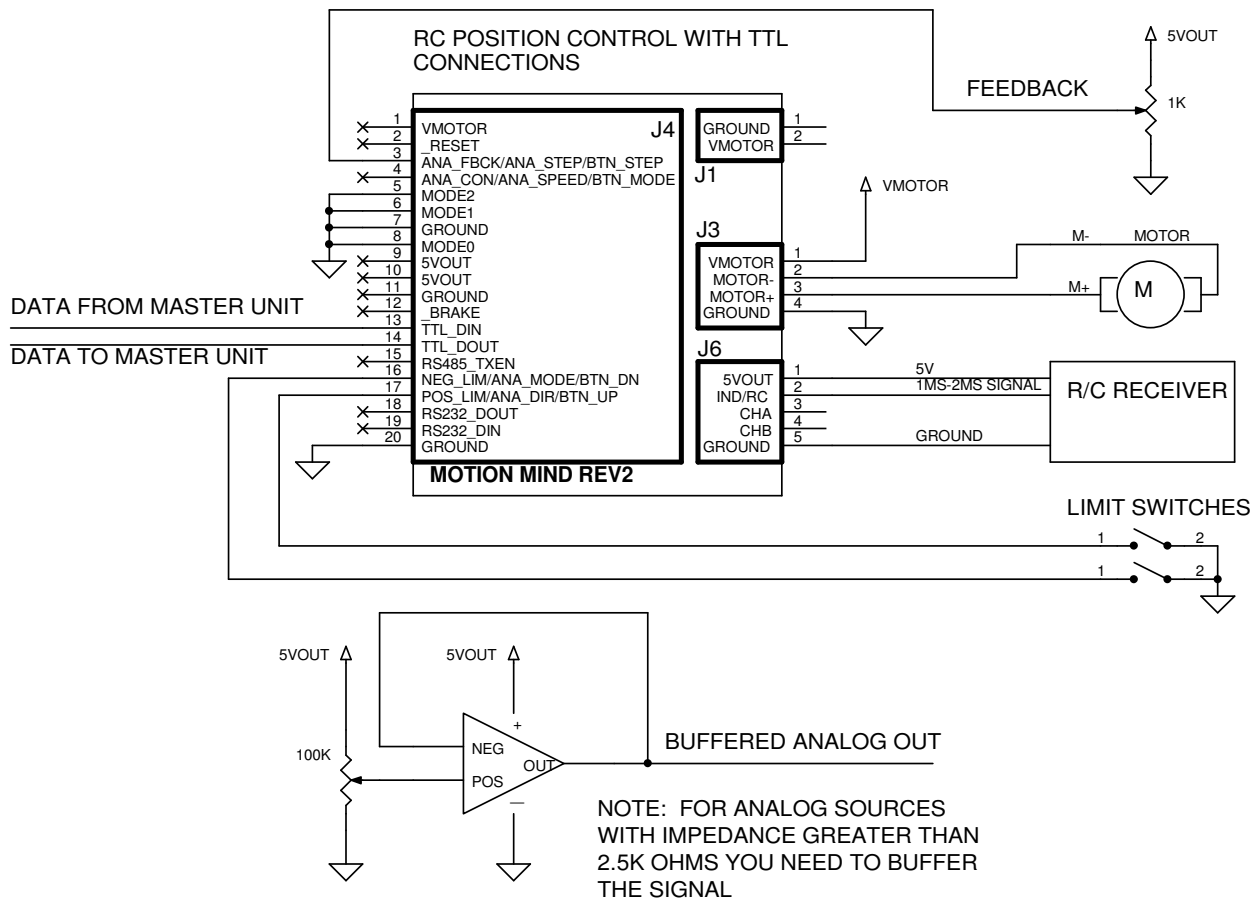 RC POSITION CONTROL WITH TTL
CONNECTIONS
5VOUT
1K
FEEDBACK
J4
1 VMOTOR
2 _RESET
3 ANA_FBCK/ANA_STEP/BTN_STEP
4 ANA_CON/ANA_SPEED/BTN_MODE
5 MODE2
6 MODE1
7 GROUND
8 MODE0
9 5VOUT
10 5VOUT
11 GROUND
12 _BRAKE
13 TTL_DIN
14 TTL_DOUT
15 RS485_TXEN
16 NEG_LIM/ANA_MODE/BTN_DN
17 POS_LIM/ANA_DIR/BTN_UP
18 RS232_DOUT
19 RS232_DIN
20 GROUND
MOTION MIND REV2
DATA FROM MASTER UNIT
DATA TO MASTER UNIT
GROUND 1
VMOTOR 2
J1
VMOTOR
J3
VMOTOR 1
MOTOR- 2
MOTOR+ 3
GROUND 4
M- MOTOR
M+ M
J6
5VOUT 1 5V
IND/RC 2 1MS-2MS SIGNAL
CHA 3
CHB 4
GROUND 5 GROUND
R/C RECEIVER
LIMIT SWITCHES
1 2
1 2
5VOUT
5VOUT
100K
+
NEG
POS
OUT
—
BUFFERED ANALOG OUT
NOTE: FOR ANALOG SOURCES
WITH IMPEDANCE GREATER THAN
2.5K OHMS YOU NEED TO BUFFER
THE SIGNAL